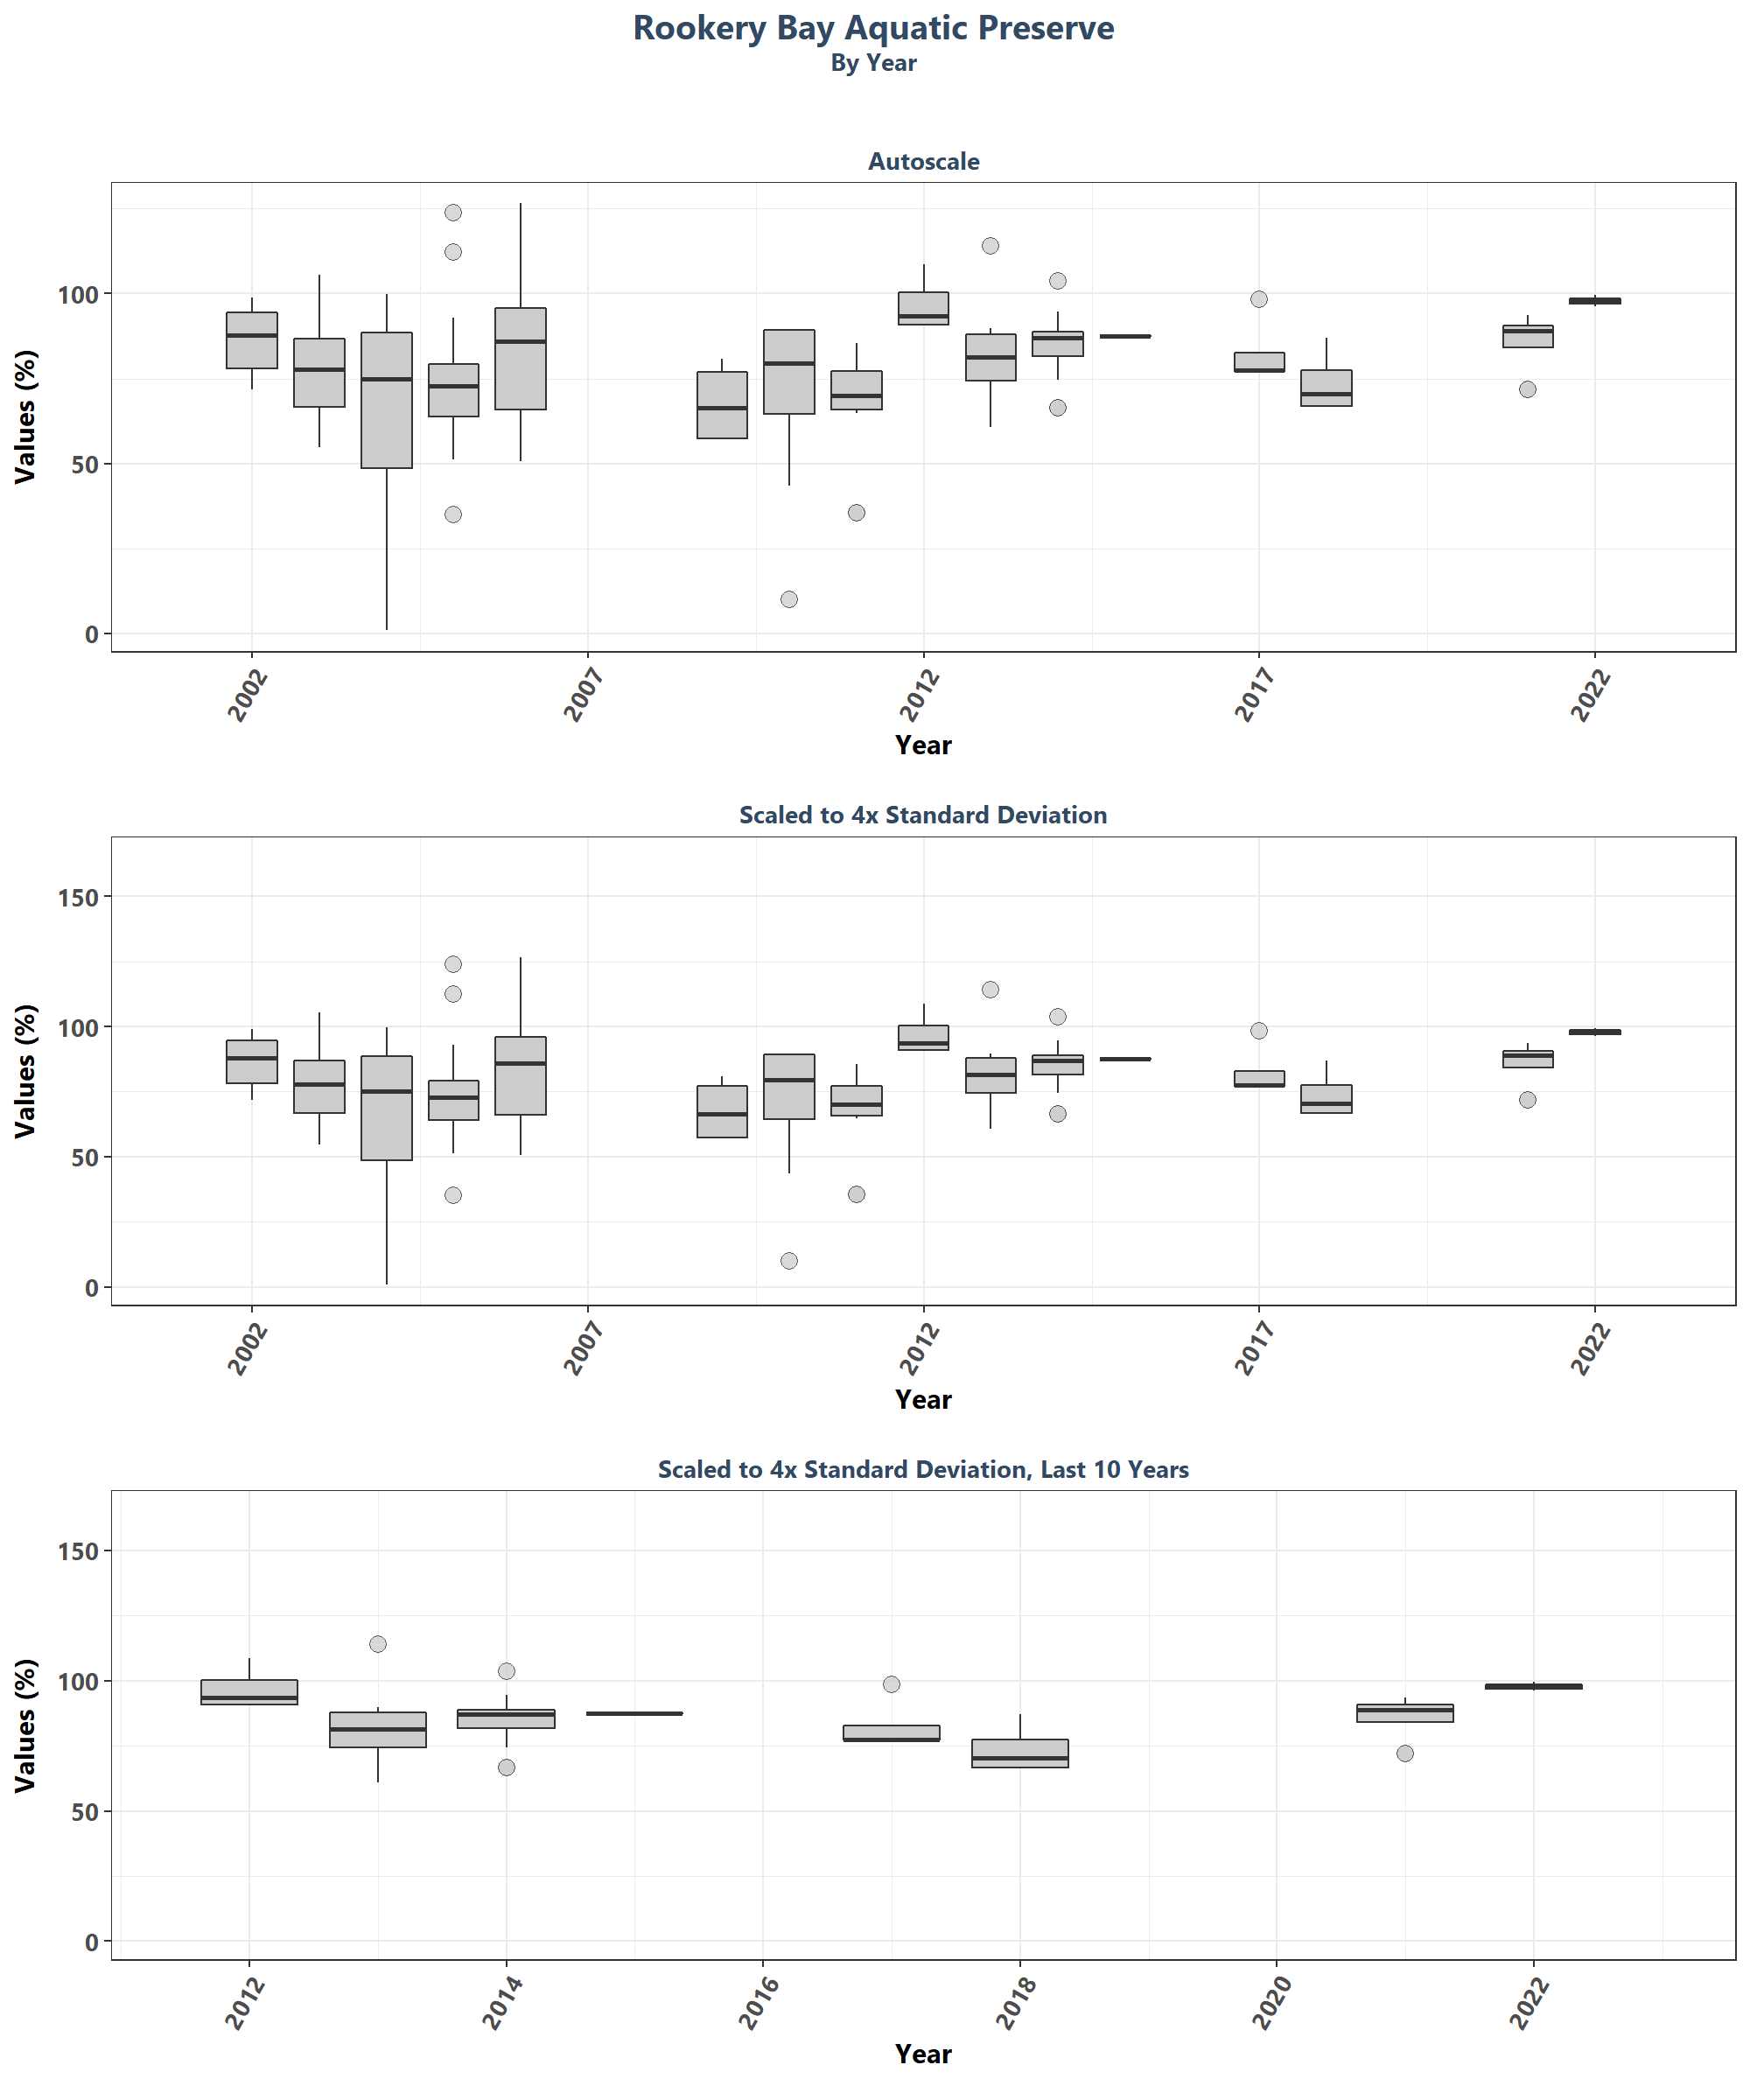 Rookery Bay Aquatic Preserve
By Year
Autoscale
Values (%)
100
50
0
2002 2007 2012 2017 2022
Year
Scaled to 4x Standard Deviation
Values (%)
150
100
50
0
2002 2007 2012 2017 2022
Year
Scaled to 4x Standard Deviation, Last 10 Years
Values (%)
150
100
50
0
2012 2014 2016 2018 2020 2022
Year